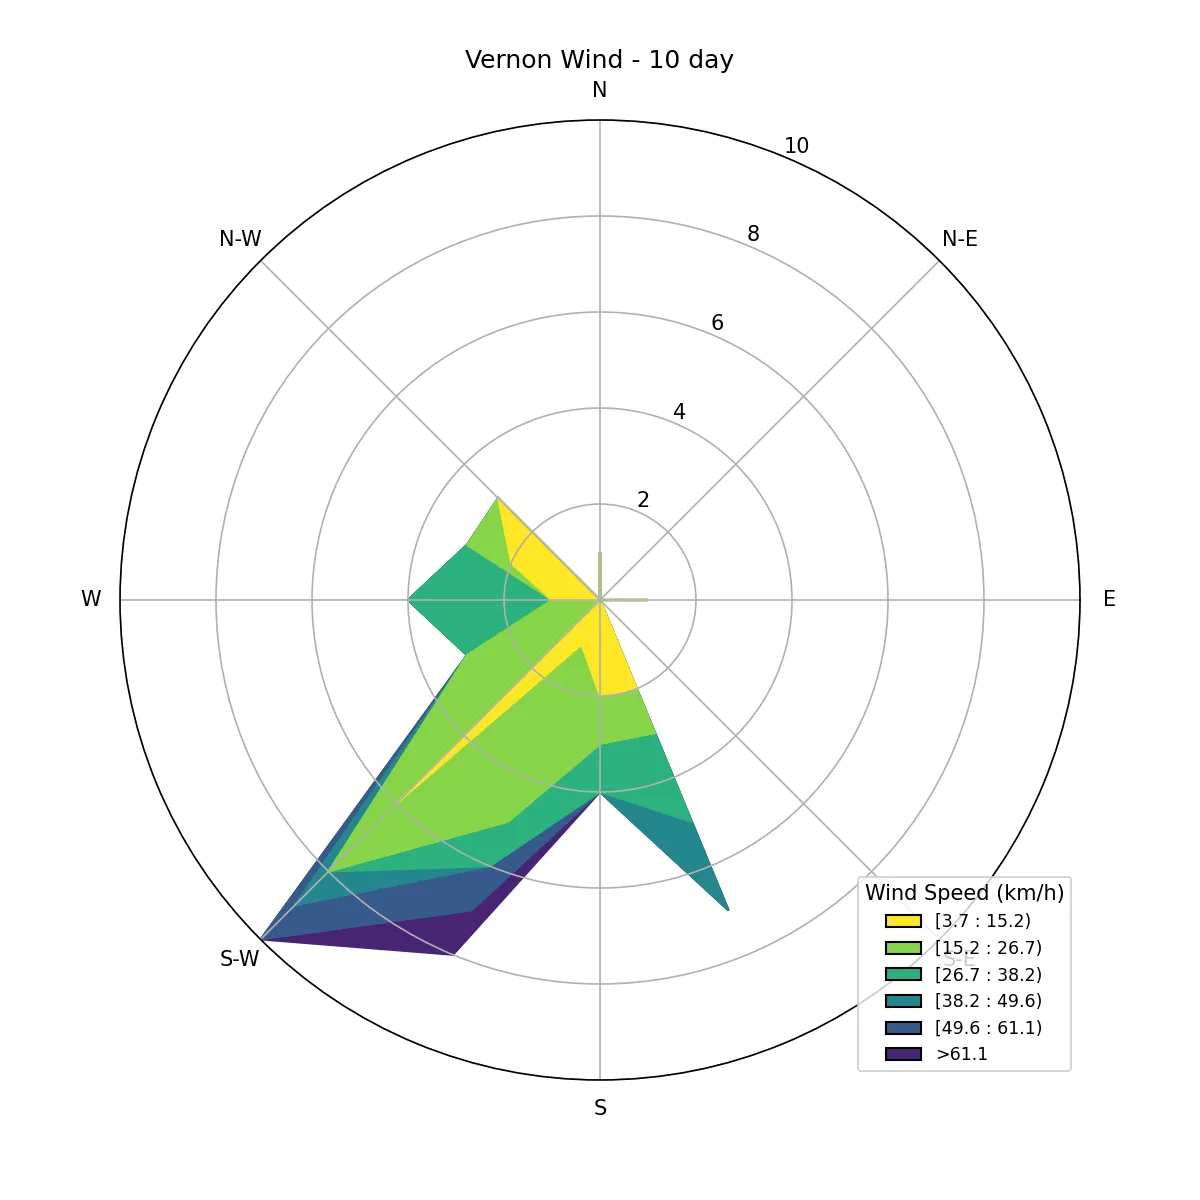 Vernon Wind - 10 day
N
10
N-W
N-E
8
6
4
2
W
E
S-W
S-E
S
Wind Speed (km/h)
[3.7 : 15.2)
[15.2 : 26.7)
[26.7 : 38.2)
[38.2 : 49.6)
[49.6 : 61.1)
>61.1